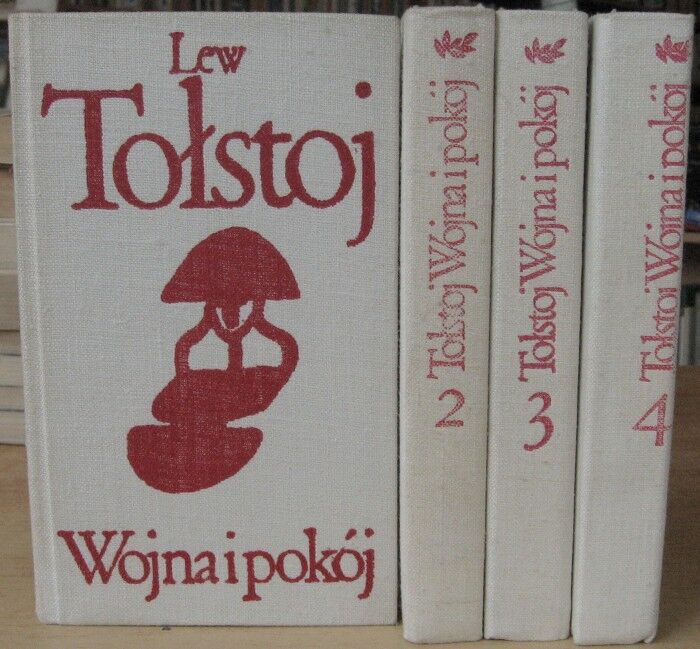 Lew
Tołstoj
Wojna i pokój
2 Tołstoj Wojna i pokój
3 Tołstoj Wojna i pokój
4 Tołstoj Wojna i pokój